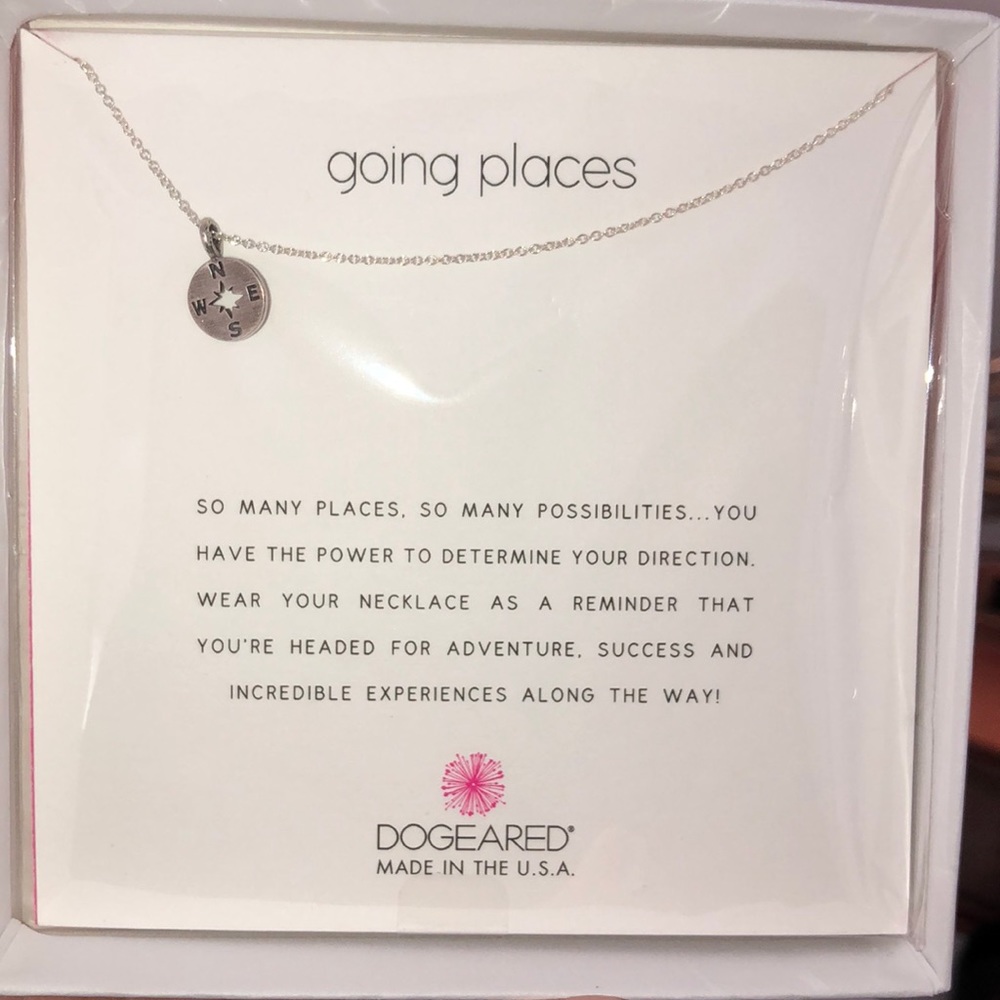 going places
N
W E
S
SO MANY PLACES, SO MANY POSSIBILITIES...YOU
HAVE THE POWER TO DETERMINE YOUR DIRECTION.
WEAR YOUR NECKLACE AS A REMINDER THAT
YOU'RE HEADED FOR ADVENTURE, SUCCESS AND
INCREDIBLE EXPERIENCES ALONG THE WAY!
DOGEARED®
MADE IN THE U.S.A.